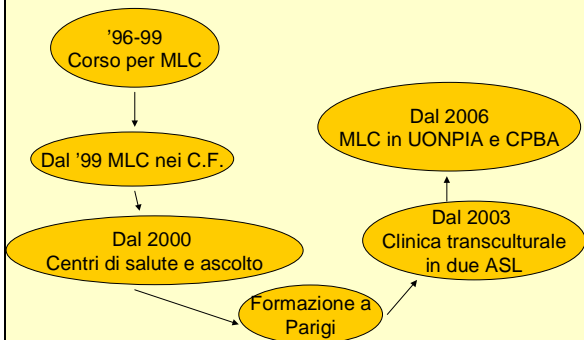 ’96-99
Corso per MLC
Dal ’99 MLC nei C.F.
Dal 2000
Centri di salute e ascolto
Formazione a
Parigi
Dal 2003
Clinica transculturale
in due ASL
Dal 2006
MLC in UONPIA e CPBA